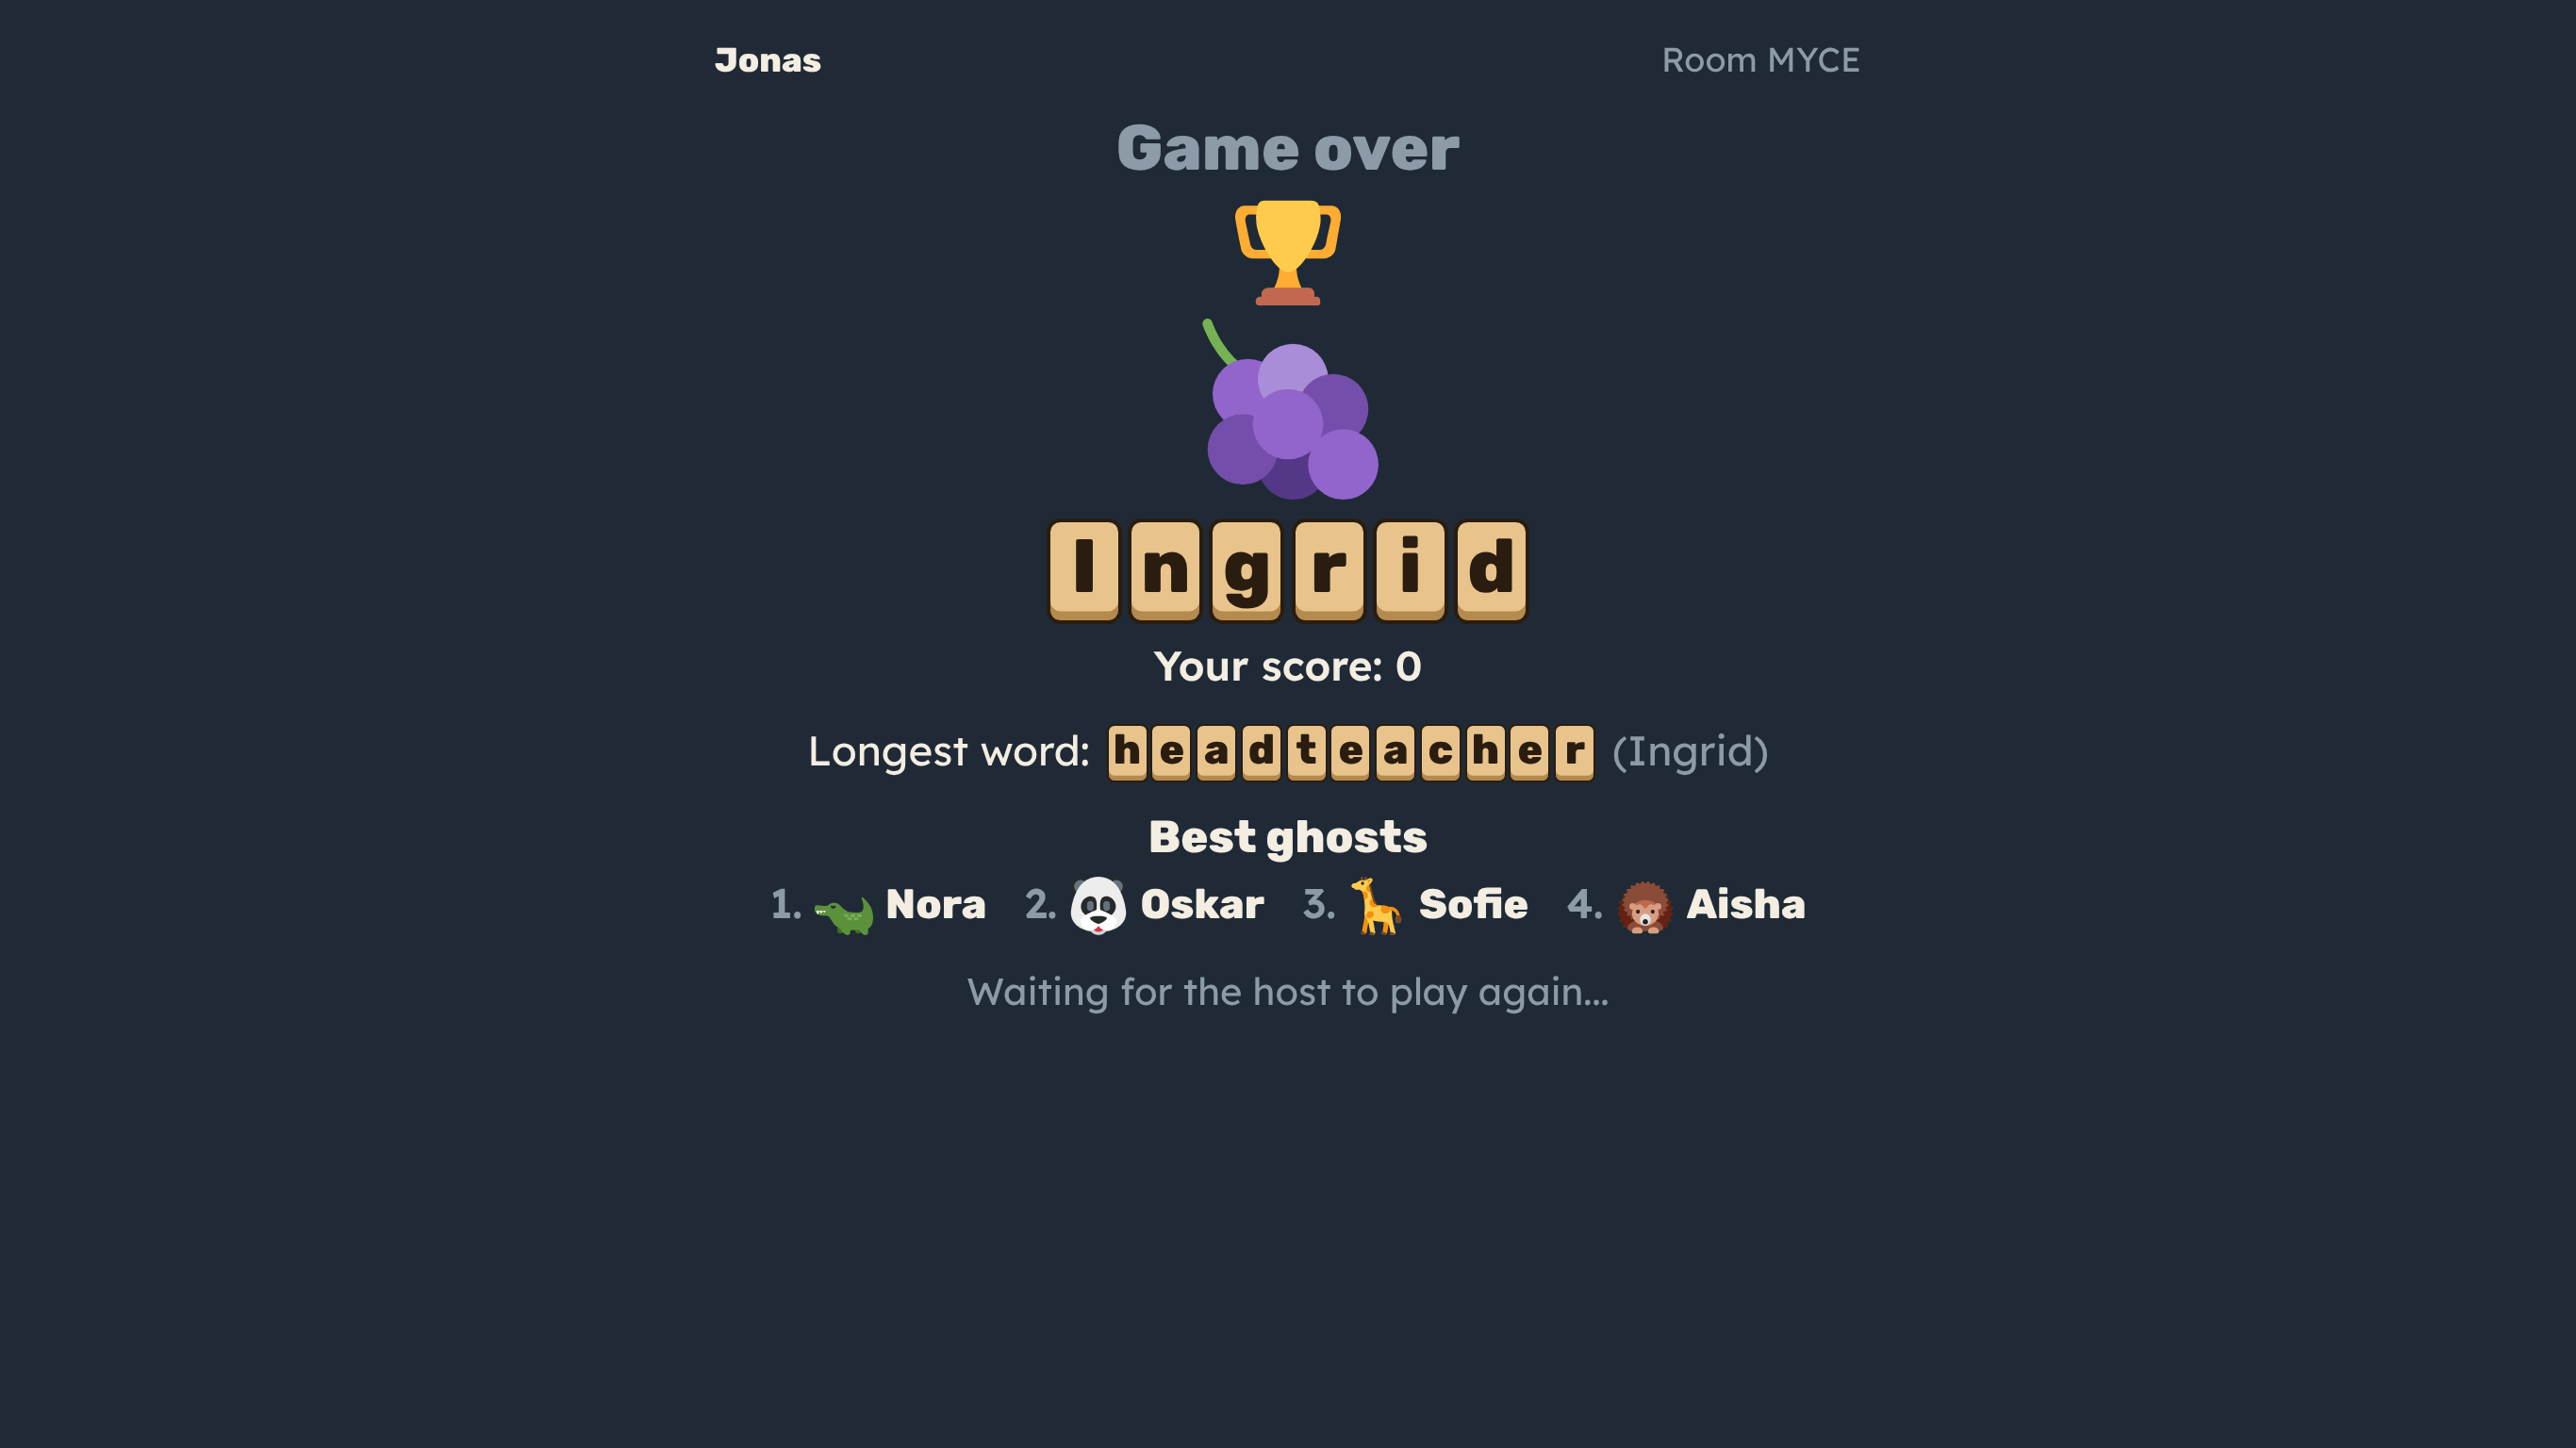 Jonas Room MYCE
Game over
Ingrid
Your score: 0
Longest word: headteacher (Ingrid)
Best ghosts
1. Nora 2. Oskar 3. Sofie 4. Aisha
Waiting for the host to play again...